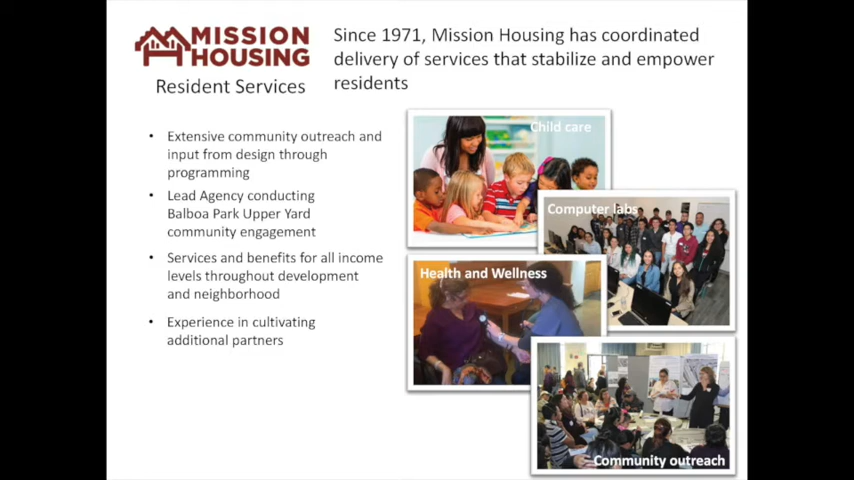 MISSION
HOUSING
Resident Services
Since 1971, Mission Housing has coordinated
delivery of services that stabilize and empower
residents
• Extensive community outreach and
input from design through
programming
• Lead Agency conducting
Balboa Park Upper Yard
community engagement
• Services and benefits for all income
levels throughout development
and neighborhood
• Experience in cultivating
additional partners
Child care
Computer labs
Health and Wellness
Community outreach